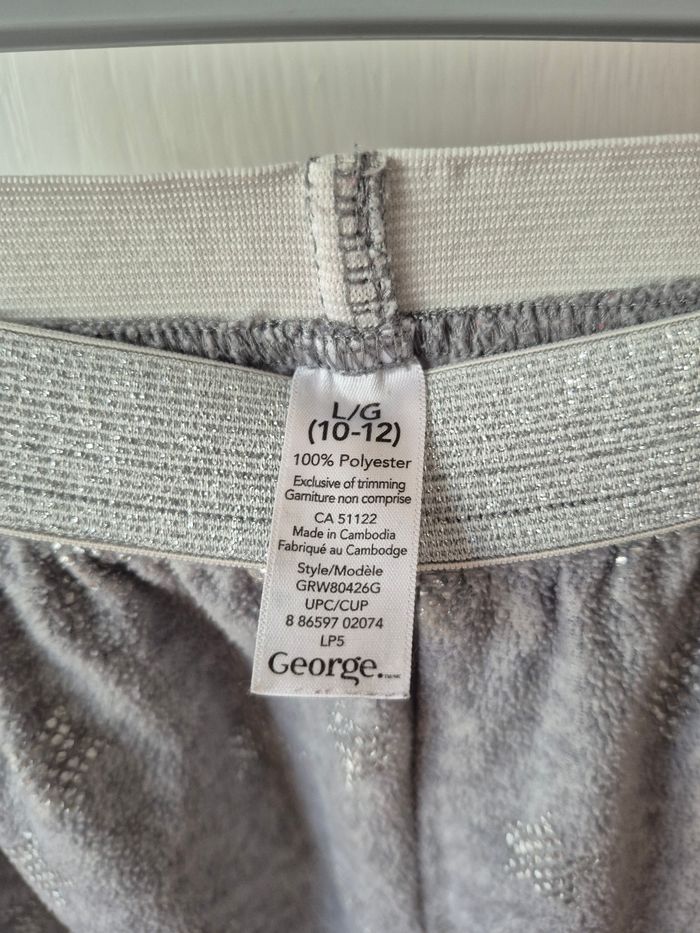 L/G
(10-12)
100% Polyester
Exclusive of trimming
Garniture non comprise
CA 51122
Made in Cambodia
Fabriqué au Cambodge
Style/Modèle
GRW80426G
UPC/CUP
8 86597 02074
LP5
George.